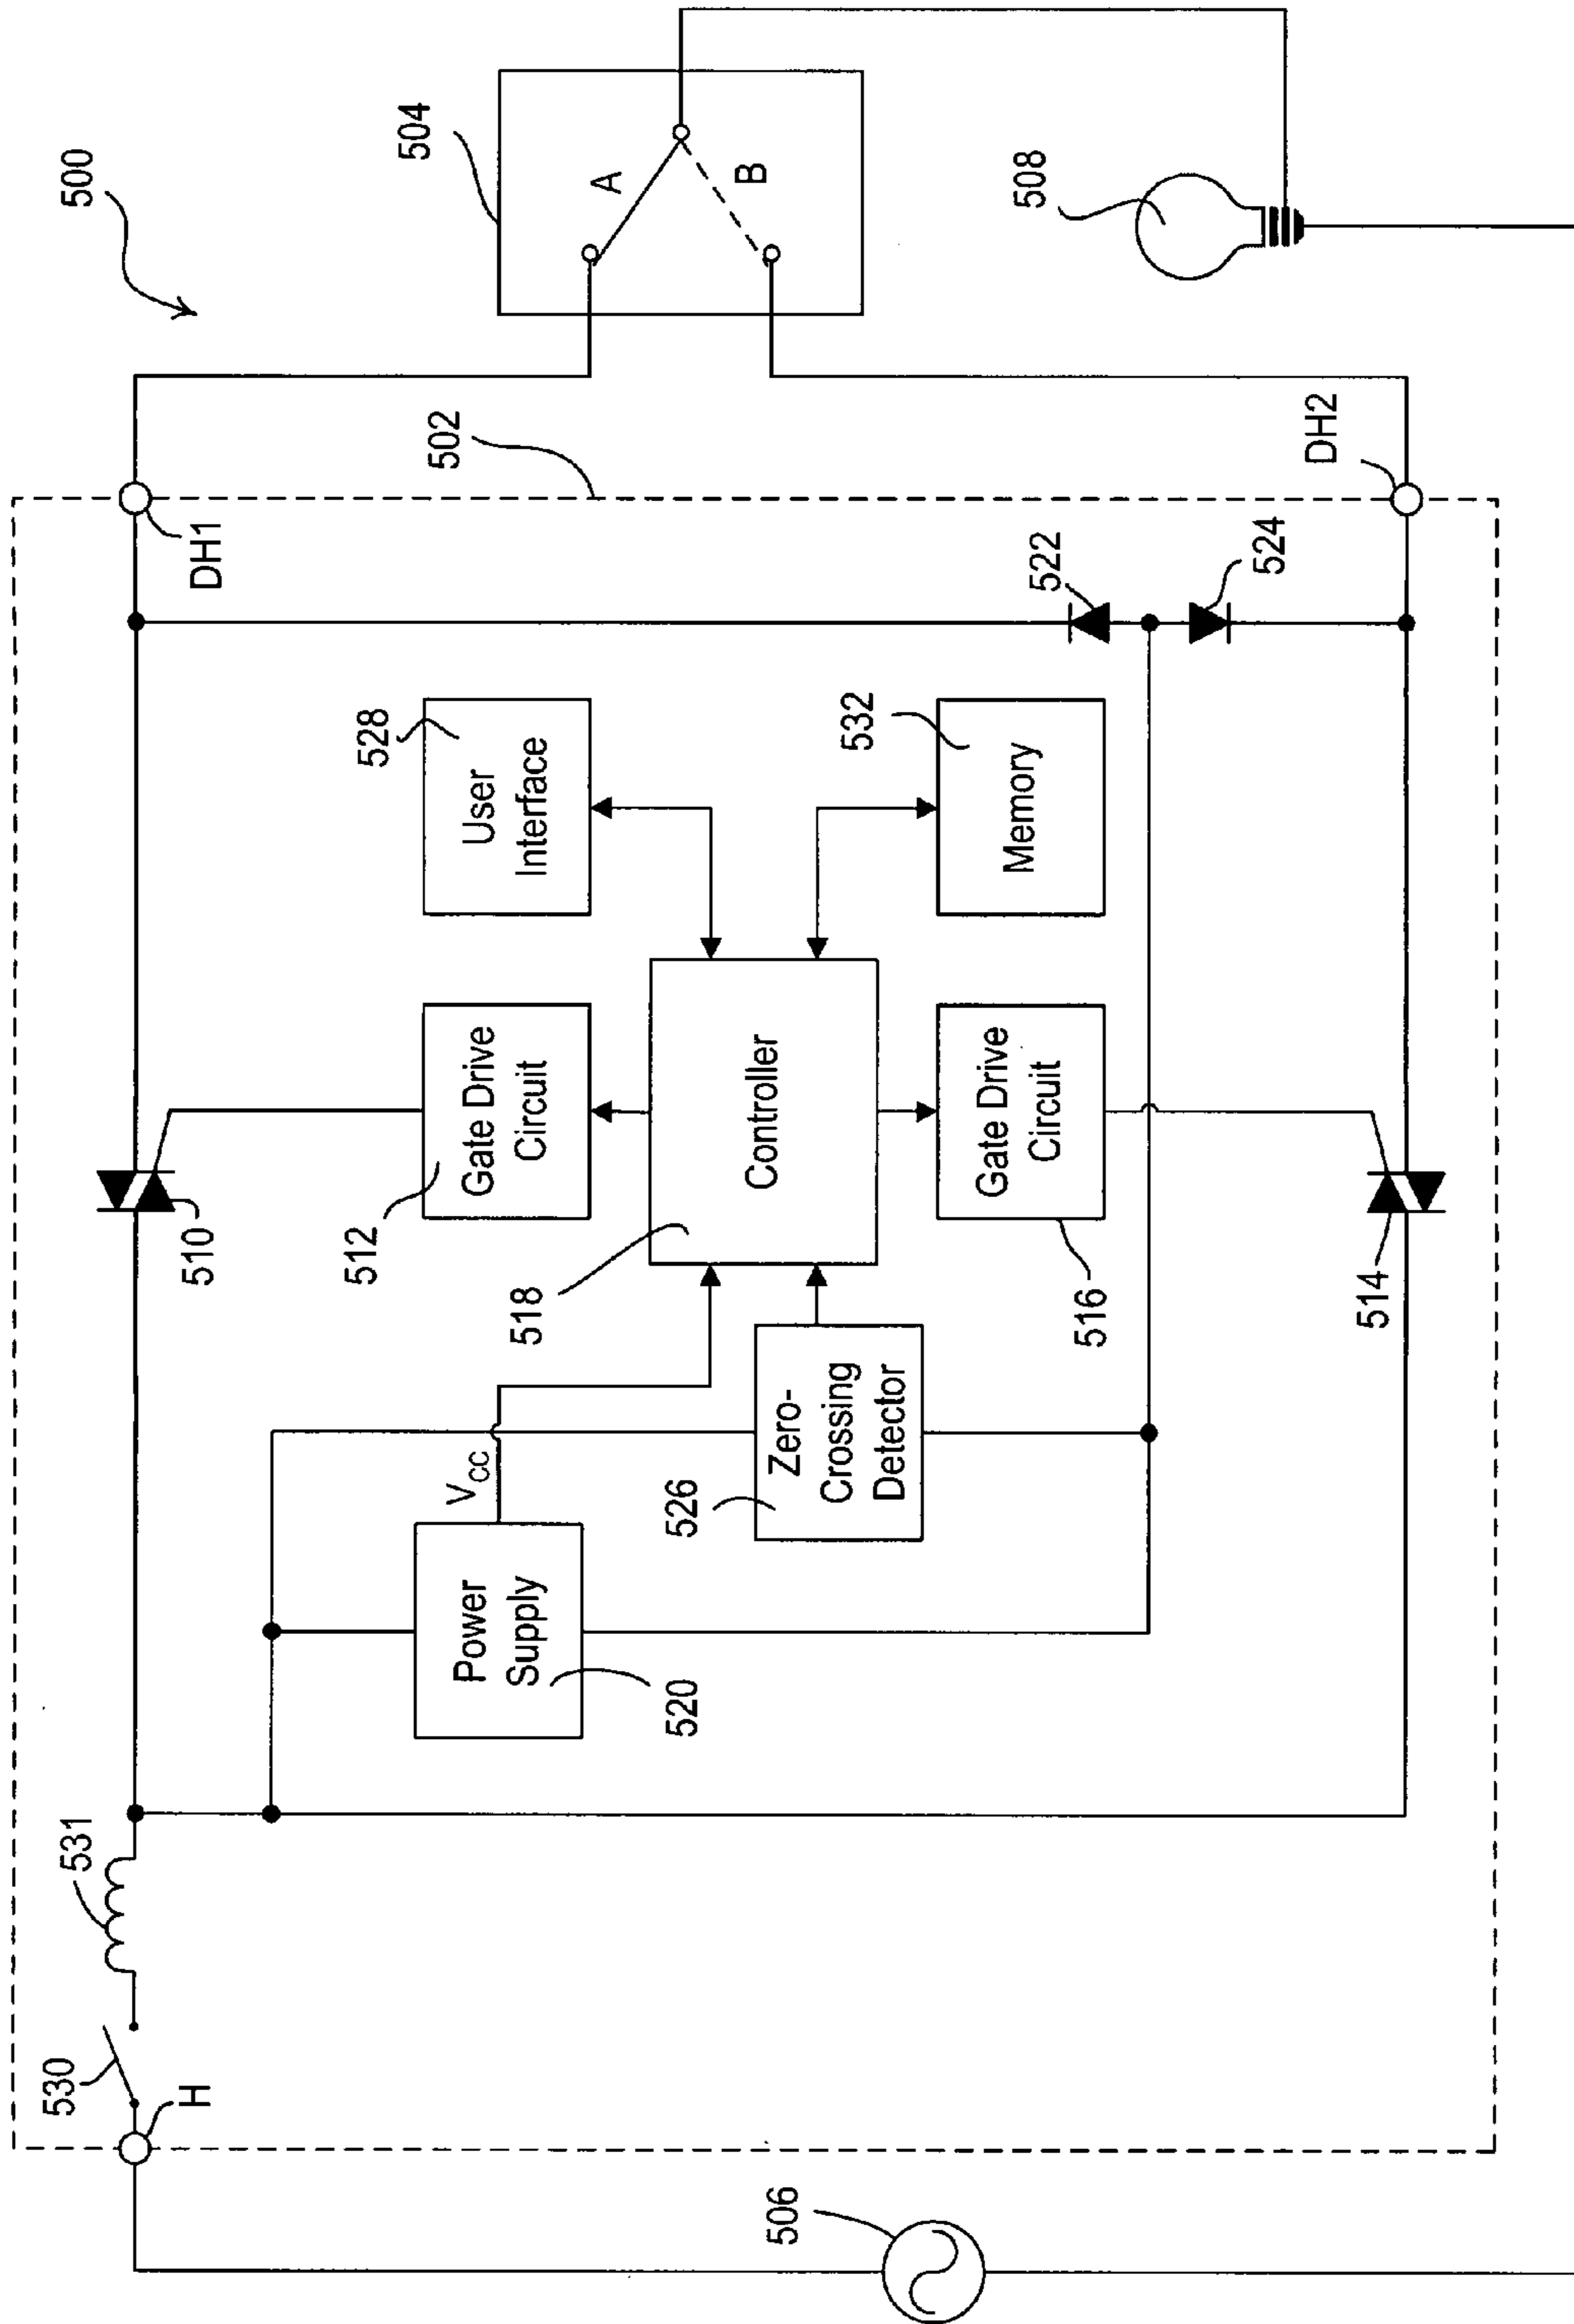 500
504
A
B
508
502
DH1
DH2
522
524
528
User
Interface
532
Memory
510
512
Gate Drive
Circuit
518
Controller
Gate Drive
Circuit
516
514
VCC
Power
Supply
520
526
Zero-
Crossing
Detector
531
530
H
506